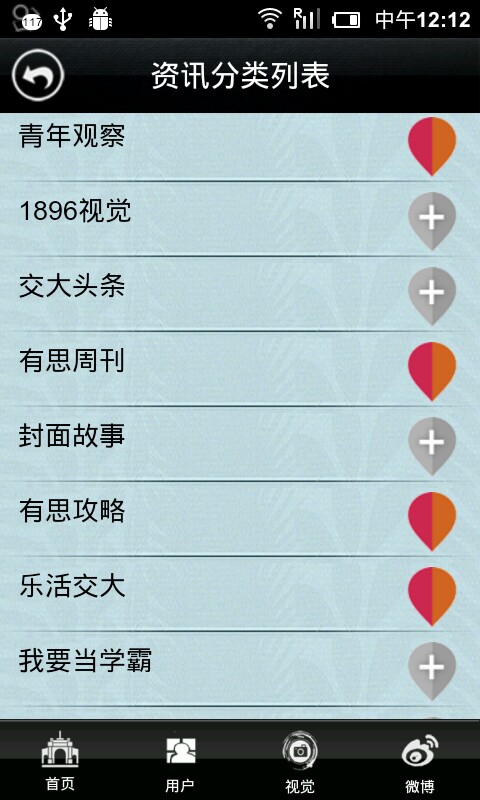 117
R
中午12:12
资讯分类列表
青年观察
1896视觉
交大头条
有思周刊
封面故事
有思攻略
乐活交大
我要当学霸
首页
用户
视觉
微博